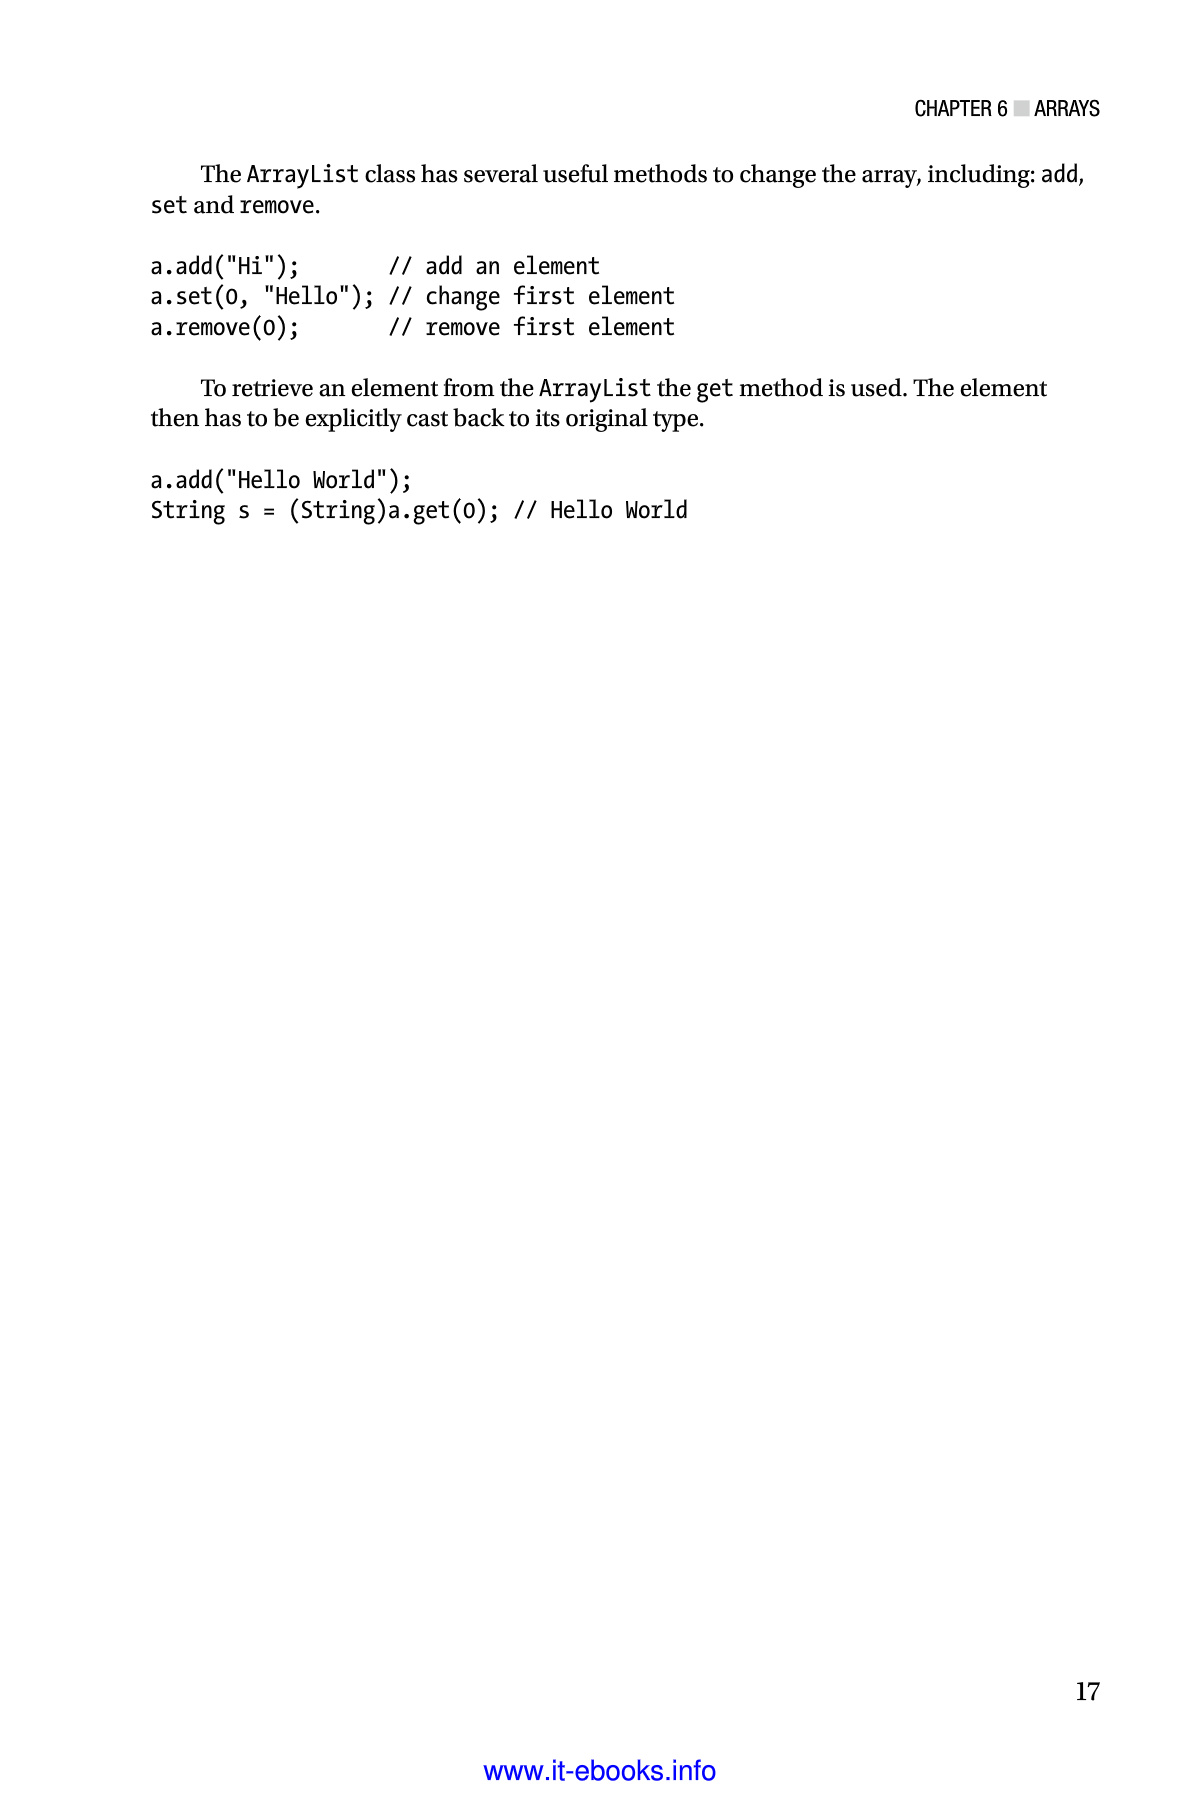 CHAPTER 6 ■ ARRAYS
The ArrayList class has several useful methods to change the array, including: add,
set and remove.
a.add("Hi");       // add an element
a.set(0, "Hello"); // change first element
a.remove(0);       // remove first element
To retrieve an element from the ArrayList the get method is used. The element
then has to be explicitly cast back to its original type.
a.add("Hello World");
String s = (String)a.get(0); // Hello World
17
www.it-ebooks.info